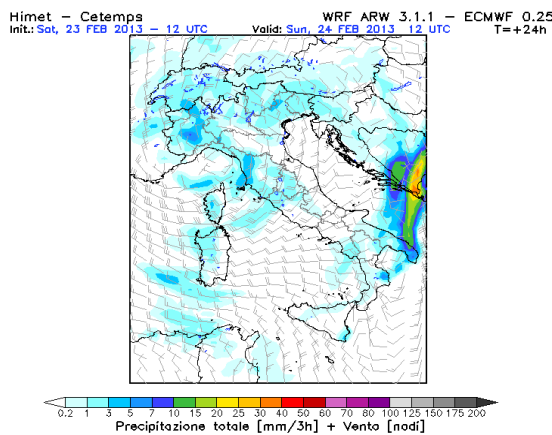 Himet – Cetemps WRF ARW 3.1.1 – ECMWF 0.25
Init.: Sat, 23 FEB 2013 – 12 UTC Valid: Sun, 24 FEB 2013 12 UTC T=+24h
0.2 1 3 5 7 10 15 20 25 30 40 50 60 70 80 100 125 150 175 200
Precipitazione totale [mm/3h] + Vento [nodi]